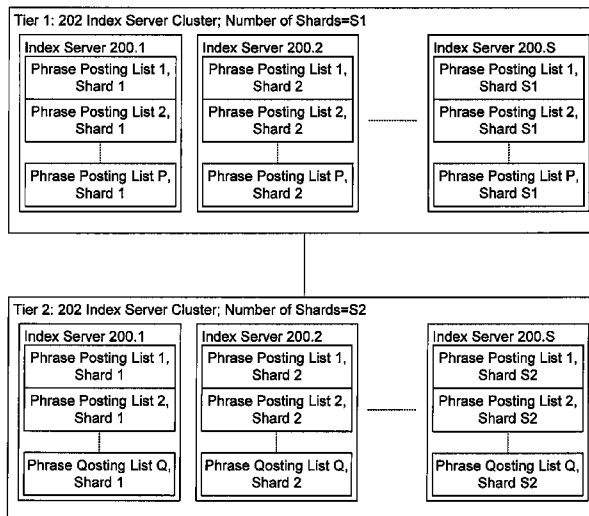 Tier 1: 202 Index Server Cluster; Number of Shards=S1
Index Server 200.1
Phrase Posting List 1,
Shard 1
Phrase Posting List 2,
Shard 1
Phrase Posting List P,
Shard 1
Index Server 200.2
Phrase Posting List 1,
Shard 2
Phrase Posting List 2,
Shard 2
Phrase Posting List P,
Shard 2
Index Server 200.S
Phrase Posting List 1,
Shard S1
Phrase Posting List 2,
Shard S1
Phrase Posting List P,
Shard S1
Tier 2: 202 Index Server Cluster; Number of Shards=S2
Index Server 200.1
Phrase Posting List 1,
Shard 1
Phrase Posting List 2,
Shard 1
Phrase Qosting List Q,
Shard 1
Index Server 200.2
Phrase Posting List 1,
Shard 2
Phrase Posting List 2,
Shard 2
Phrase Qosting List Q,
Shard 2
Index Server 200.S
Phrase Posting List 1,
Shard S2
Phrase Posting List 2,
Shard S2
Phrase Qosting List Q,
Shard S2